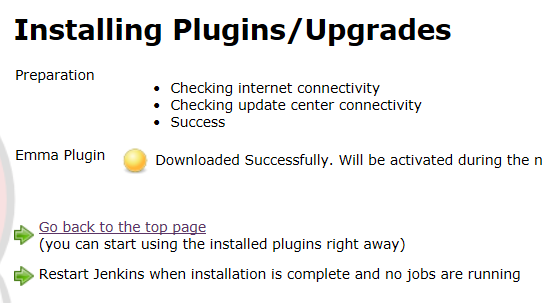 Installing Plugins/Upgrades
Preparation
• Checking internet connectivity
• Checking update center connectivity
• Success
Emma Plugin Downloaded Successfully. Will be activated during the n
Go back to the top page
(you can start using the installed plugins right away)
Restart Jenkins when installation is complete and no jobs are running